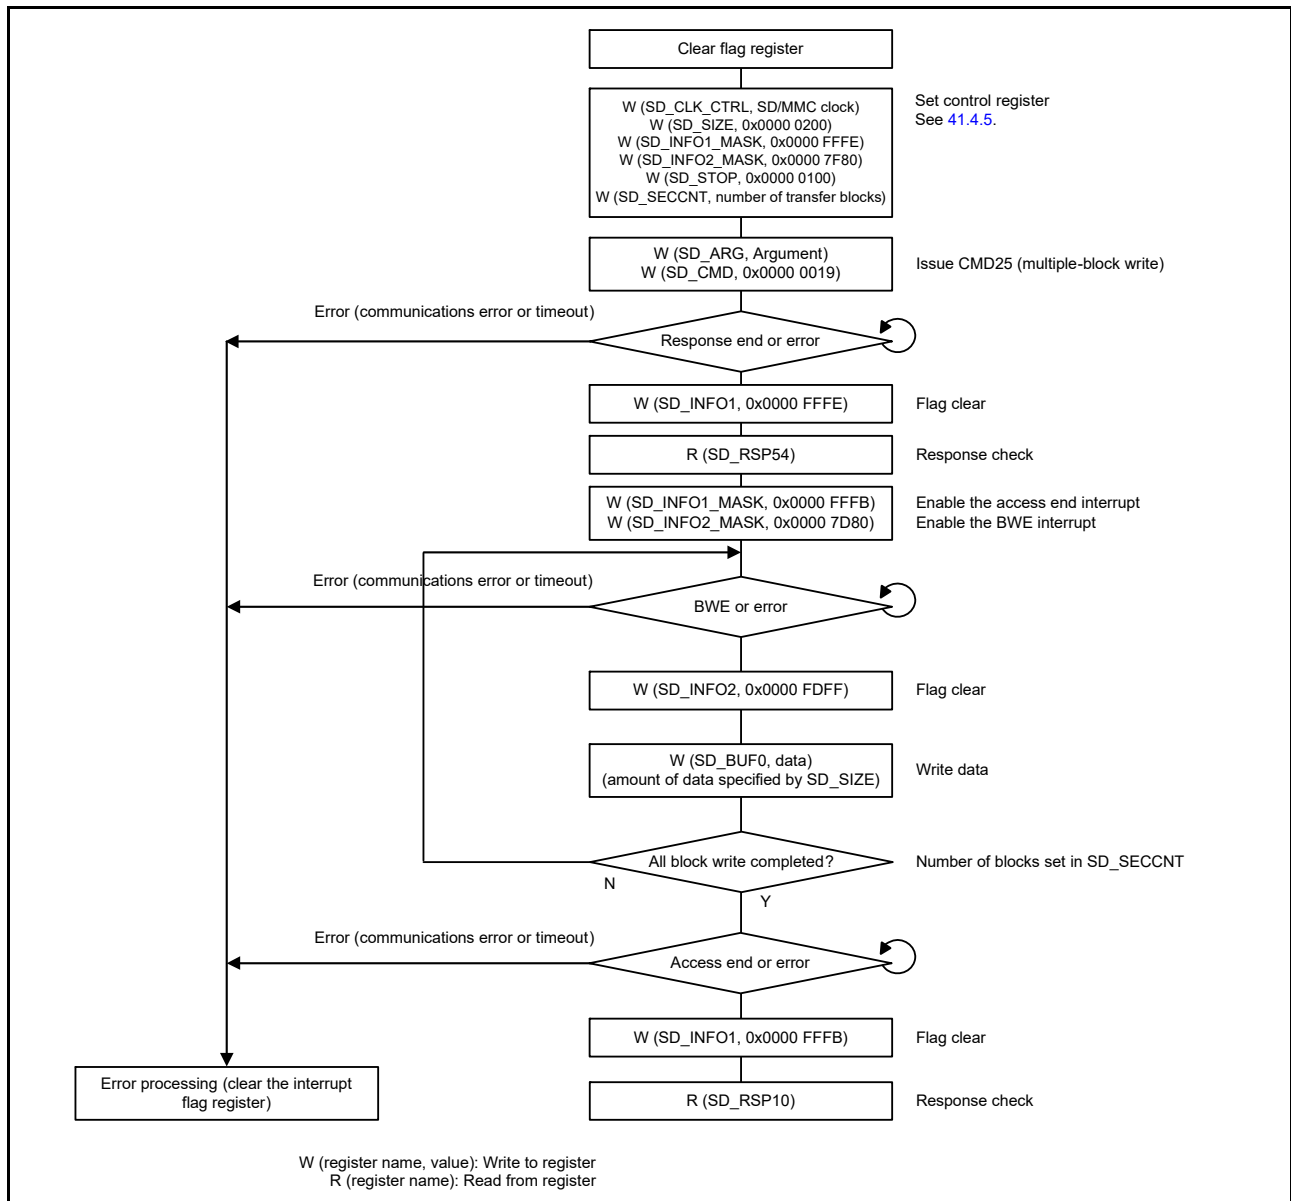 Clear flag register
W (SD_CLK_CTRL, SD/MMC clock)
W (SD_SIZE, 0x0000 0200)
W (SD_INFO1_MASK, 0x0000 FFFE)
W (SD_INFO2_MASK, 0x0000 7F80)
W (SD_STOP, 0x0000 0100)
W (SD_SECCNT, number of transfer blocks)
Set control register
See 41.4.5.
W (SD_ARG, Argument)
W (SD_CMD, 0x0000 0019)
Issue CMD25 (multiple-block write)
Error (communications error or timeout)
Response end or error
W (SD_INFO1, 0x0000 FFFE)
Flag clear
R (SD_RSP54)
Response check
W (SD_INFO1_MASK, 0x0000 FFFB)
W (SD_INFO2_MASK, 0x0000 7D80)
Enable the access end interrupt
Enable the BWE interrupt
Error (communications error or timeout)
BWE or error
W (SD_INFO2, 0x0000 FDFF)
Flag clear
W (SD_BUF0, data)
(amount of data specified by SD_SIZE)
Write data
All block write completed?
Number of blocks set in SD_SECCNT
N
Y
Error (communications error or timeout)
Access end or error
W (SD_INFO1, 0x0000 FFFB)
Flag clear
Error processing (clear the interrupt
flag register)
R (SD_RSP10)
Response check
W (register name, value): Write to register
R (register name): Read from register